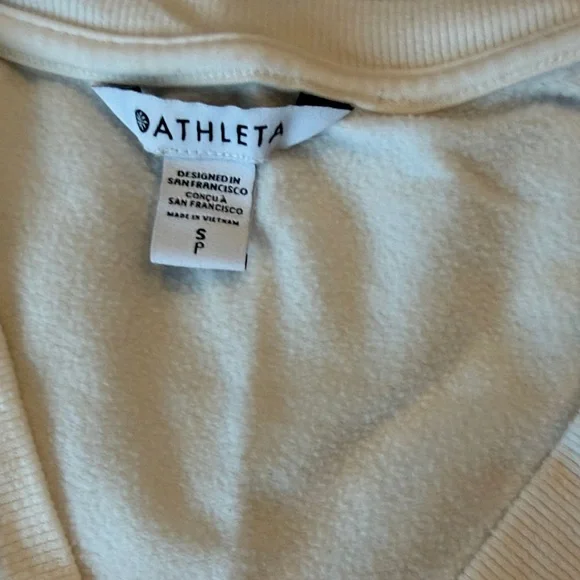 ATHLETA
DESIGNED IN
SAN FRANCISCO
CONÇU À
SAN FRANCISCO
MADE IN VIETNAM
S
P